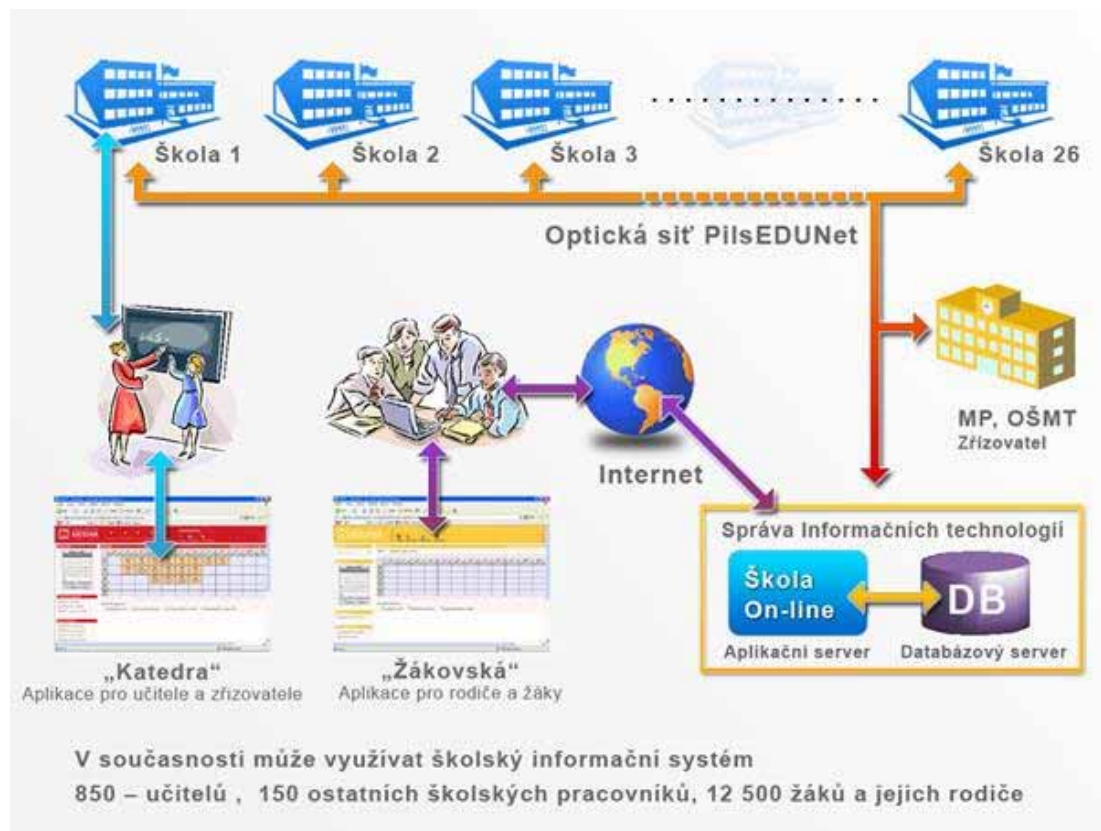 Škola 1
Škola 2
Škola 3
Škola 26
Optická síť PilsEDUNet
MP, OŠMT
Zřizovatel
Internet
Správa Informačních technologií
Škola
On-line
DB
Aplikační server
Databázový server
„Katedra“
Aplikace pro učitele a zřizovatele
„Žákovská“
Aplikace pro rodiče a žáky
V současnosti může využívat školský informační systém
850 – učitelů , 150 ostatních školských pracovníků, 12 500 žáků a jejich rodiče